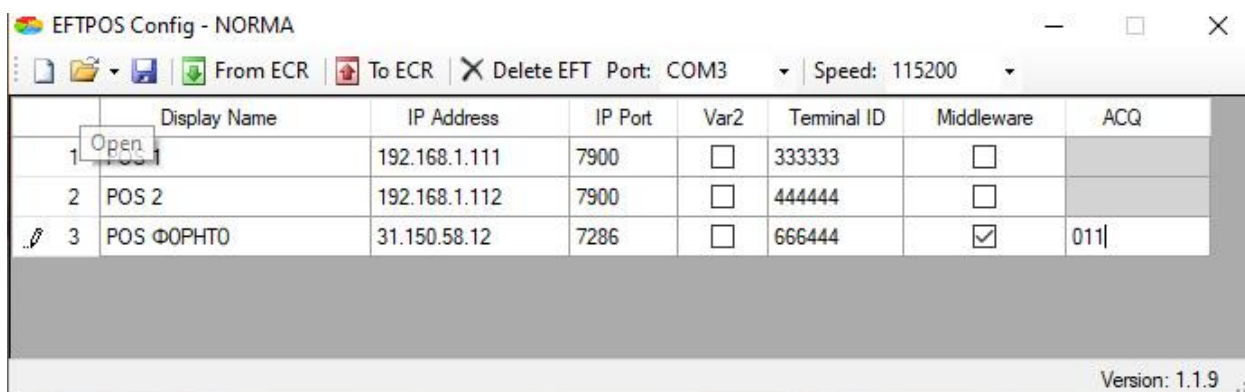 EFTPOS Config - NORMA
From ECR To ECR Delete EFT Port: COM3 Speed: 115200
Display Name IP Address IP Port Var2 Terminal ID Middleware ACQ
Open
1 POS 1 192.168.1.111 7900 333333
2 POS 2 192.168.1.112 7900 444444
3 POS ΦΟΡΗΤΟ 31.150.58.12 7286 666444 011
Version: 1.1.9